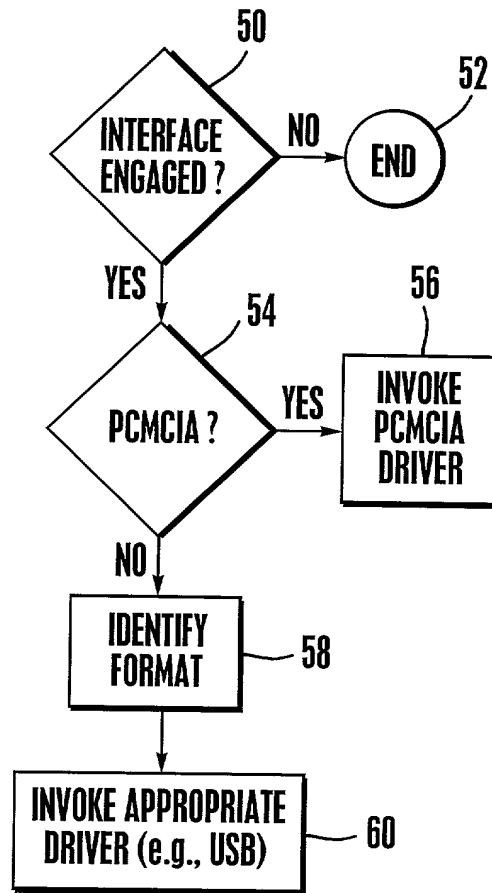 50
52
INTERFACE
ENGAGED ?
NO
END
YES
54
56
PCMCIA ?
YES
INVOKE
PCMCIA
DRIVER
NO
IDENTIFY
FORMAT
58
INVOKE APPROPRIATE
DRIVER (e.g., USB)
60